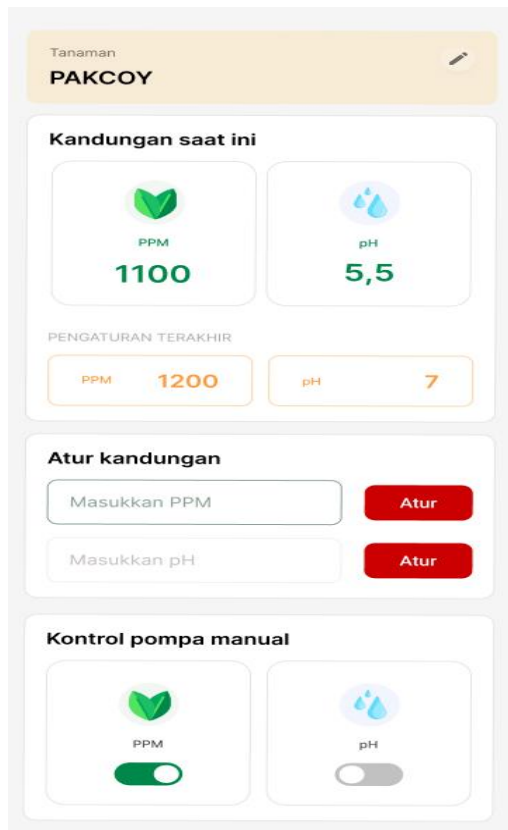 Tanaman
PAKCOY
Kandungan saat ini
PPM
1100
pH
5,5
PENGATURAN TERAKHIR
PPM 1200
pH 7
Atur kandungan
Masukkan PPM
Atur
Masukkan pH
Atur
Kontrol pompa manual
PPM
pH